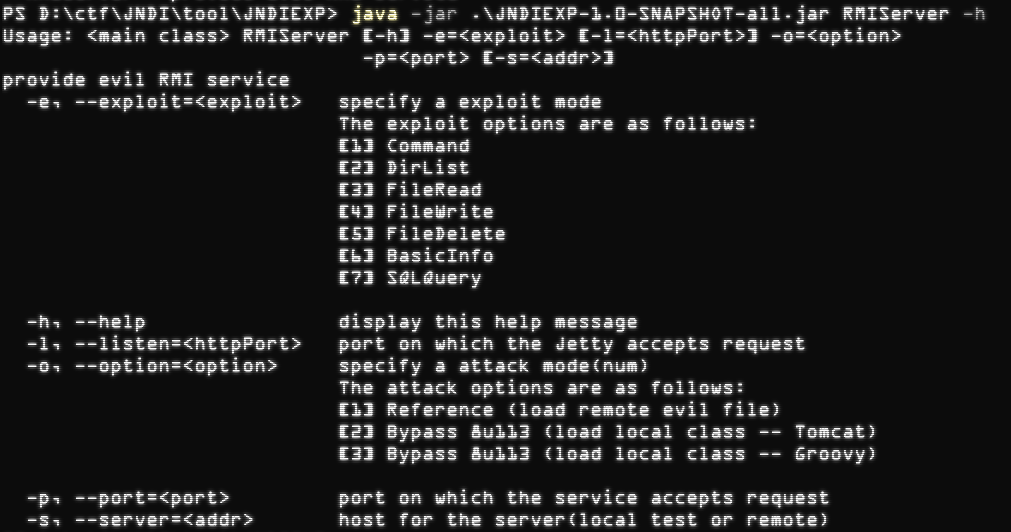 PS D:\ctf\JNDI\tool\JNDIEXP> java -jar .\JNDIEXP-1.0-SNAPSHOT-all.jar RMIServer -h
Usage: <main class> RMIServer [-h] -e=<exploit> [-l=<httpPort>] -o=<option>
                              -p=<port> [-s=<addr>]
provide evil RMI service
  -e, --exploit=<exploit>   specify a exploit mode
                            The exploit options are as follows:
                            [1] Command
                            [2] DirList
                            [3] FileRead
                            [4] FileWrite
                            [5] FileDelete
                            [6] BasicInfo
                            [7] SQLQuery
  -h, --help                display this help message
  -l, --listen=<httpPort>   port on which the Jetty accepts request
  -o, --option=<option>     specify a attack mode(num)
                            The attack options are as follows:
                            [1] Reference (load remote evil file)
                            [2] Bypass 8u113 (load local class -- Tomcat)
                            [3] Bypass 8u113 (load local class -- Groovy)
  -p, --port=<port>         port on which the service accepts request
  -s, --server=<addr>       host for the server(local test or remote)